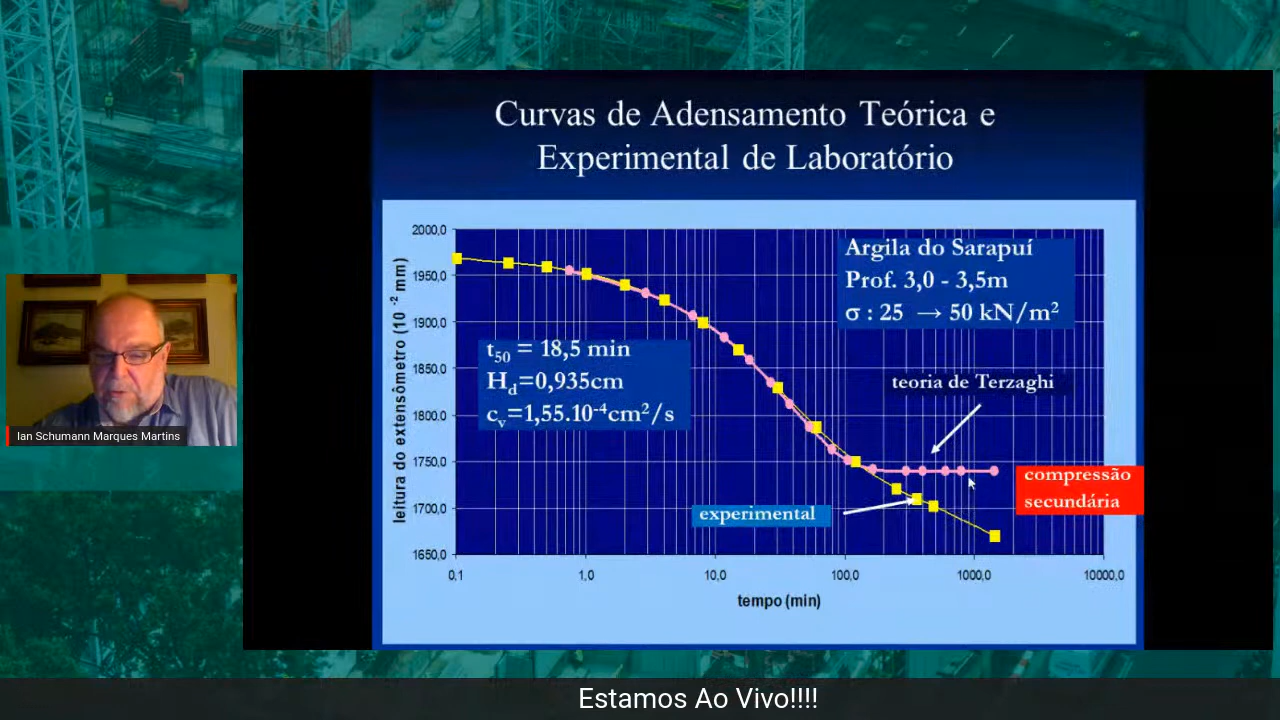 Curvas de Adensamento Teórica e
Experimental de Laboratório
leitura do extensômetro (10 -2 mm)
2000,0
1950,0
1900,0
1850,0
1800,0
1750,0
1700,0
1650,0
Argila do Sarapuí
Prof. 3,0 - 3,5m
σ : 25 → 50 kN/m²
t50 = 18,5 min
Hd=0,935cm
cv=1,55.10-4cm²/s
teoria de Terzaghi
compressão
secundária
experimental
0,1
1,0
10,0
100,0
1000,0
10000,0
tempo (min)
Ian Schumann Marques Martins
Estamos Ao Vivo!!!!